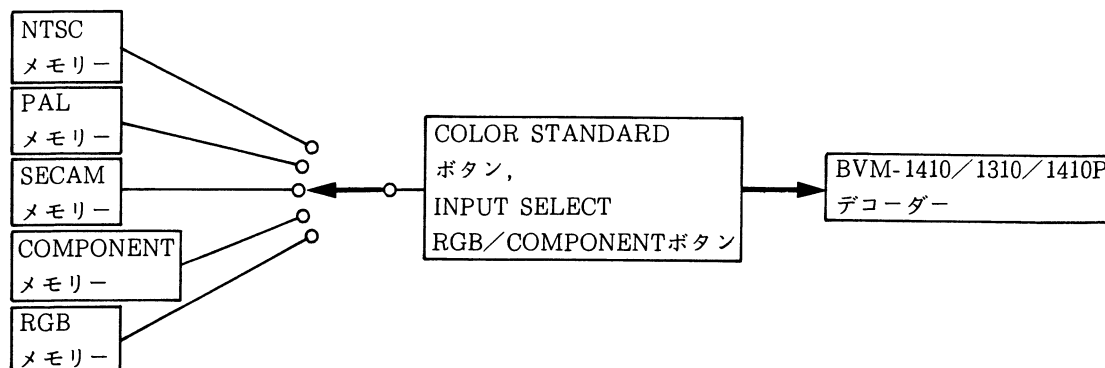 NTSC
メモリー
PAL
メモリー
SECAM
メモリー
COMPONENT
メモリー
RGB
メモリー
COLOR STANDARD
ボタン,
INPUT SELECT
RGB/COMPONENTボタン
BVM-1410/1310/1410P
デコーダー